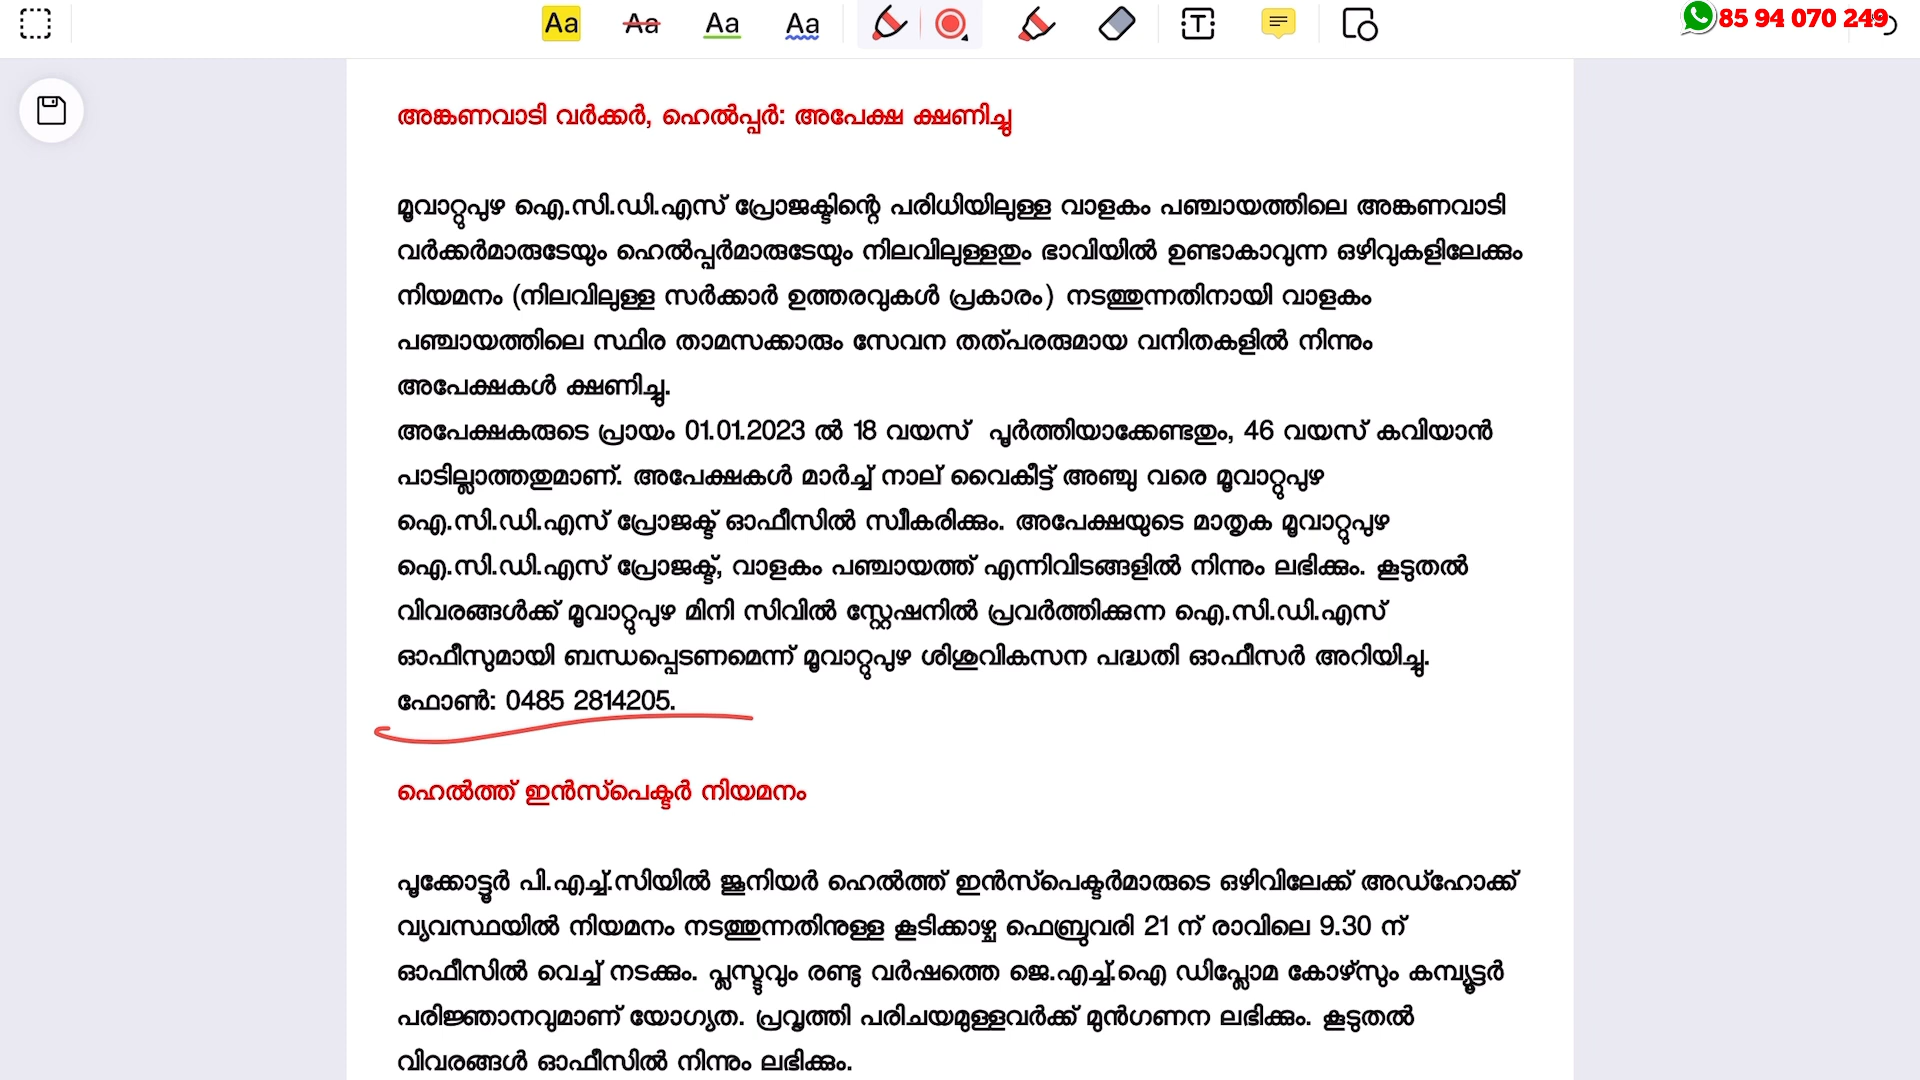 Aa Aa Aa Aa
85 94 070 249
അങ്കണവാടി വർക്കർ, ഹെൽപ്പർ: അപേക്ഷ ക്ഷണിച്ചു
മൂവാറ്റുപുഴ ഐ.സി.ഡി.എസ് പ്രോജക്ടിന്റെ പരിധിയിലുള്ള വാളകം പഞ്ചായത്തിലെ അങ്കണവാടി
വർക്കർമാരുടേയും ഹെൽപ്പർമാരുടേയും നിലവിലുള്ളതും ഭാവിയിൽ ഉണ്ടാകാവുന്ന ഒഴിവുകളിലേക്കും
നിയമനം (നിലവിലുള്ള സർക്കാർ ഉത്തരവുകൾ പ്രകാരം) നടത്തുന്നതിനായി വാളകം
പഞ്ചായത്തിലെ സ്ഥിര താമസക്കാരും സേവന തത്പരരുമായ വനിതകളിൽ നിന്നും
അപേക്ഷകൾ ക്ഷണിച്ചു.
അപേക്ഷകരുടെ പ്രായം 01.01.2023 ൽ 18 വയസ് പൂർത്തിയാക്കേണ്ടതും, 46 വയസ് കവിയാൻ
പാടില്ലാത്തതുമാണ്. അപേക്ഷകൾ മാർച്ച് നാല് വൈകീട്ട് അഞ്ചു വരെ മൂവാറ്റുപുഴ
ഐ.സി.ഡി.എസ് പ്രോജക്ട് ഓഫീസിൽ സ്വീകരിക്കും. അപേക്ഷയുടെ മാതൃക മൂവാറ്റുപുഴ
ഐ.സി.ഡി.എസ് പ്രോജക്ട്, വാളകം പഞ്ചായത്ത് എന്നിവിടങ്ങളിൽ നിന്നും ലഭിക്കും. കൂടുതൽ
വിവരങ്ങൾക്ക് മൂവാറ്റുപുഴ മിനി സിവിൽ സ്റ്റേഷനിൽ പ്രവർത്തിക്കുന്ന ഐ.സി.ഡി.എസ്
ഓഫീസുമായി ബന്ധപ്പെടണമെന്ന് മൂവാറ്റുപുഴ ശിശുവികസന പദ്ധതി ഓഫീസർ അറിയിച്ചു.
ഫോൺ: 0485 2814205.
ഹെൽത്ത് ഇൻസ്പെക്ടർ നിയമനം
പൂക്കോട്ടൂർ പി.എച്ച്.സിയിൽ ജൂനിയർ ഹെൽത്ത് ഇൻസ്പെക്ടർമാരുടെ ഒഴിവിലേക്ക് അഡ്ഹോക്ക്
വ്യവസ്ഥയിൽ നിയമനം നടത്തുന്നതിനുള്ള കൂടിക്കാഴ്ച ഫെബ്രുവരി 21 ന് രാവിലെ 9.30 ന്
ഓഫീസിൽ വെച്ച് നടക്കും. പ്ലസ്ടുവും രണ്ടു വർഷത്തെ ജെ.എച്ച്.ഐ ഡിപ്ലോമ കോഴ്സും കമ്പ്യൂട്ടർ
പരിജ്ഞാനവുമാണ് യോഗ്യത. പ്രവൃത്തി പരിചയമുള്ളവർക്ക് മുൻഗണന ലഭിക്കും. കൂടുതൽ
വിവരങ്ങൾ ഓഫീസിൽ നിന്നും ലഭിക്കും.